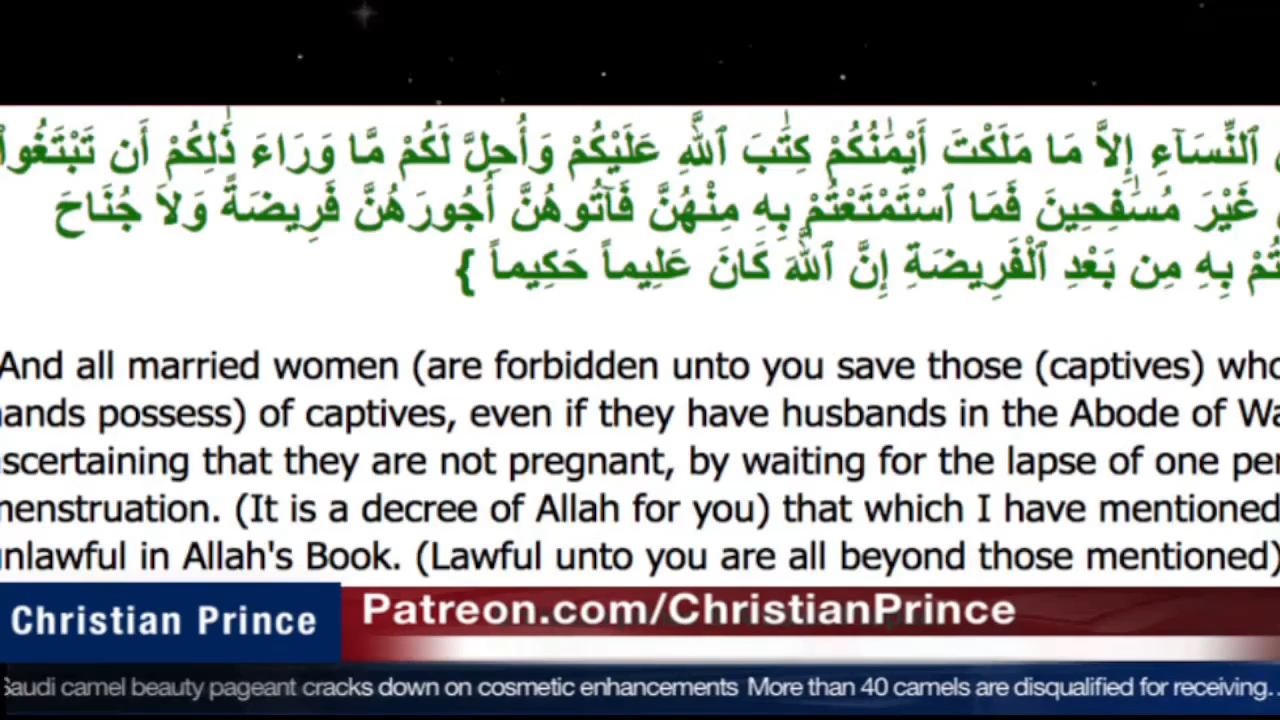 ٱلنِّسَآءِ إِلاَّ مَا مَلَكْتَ أَيْمَٰنُكُمْ كِتَٰبَ ٱللَّهِ عَلَيْكُمْ وَأُحِلَّ لَكُمْ مَّا وَرَاءَ ذَٰلِكُمْ أَن تَبْتَغُواْ
غَيْرَ مُسَٰفِحِينَ فَمَا ٱسْتَمْتَعْتُمْ بِهِ مِنْهُنَّ فَآتُوهُنَّ أُجُورَهُنَّ فَرِيضَةً وَلاَ جُنَاحَ
بِهِ مِن بَعْدِ ٱلْفَرِيضَةِ إِنَّ ٱللَّهَ كَانَ عَلِيماً حَكِيماً }
And all married women (are forbidden unto you save those (captives) who
ands possess) of captives, even if they have husbands in the Abode of Wa
scertaining that they are not pregnant, by waiting for the lapse of one per
enstruation. (It is a decree of Allah for you) that which I have mentioned
nlawful in Allah's Book. (Lawful unto you are all beyond those mentioned)
Christian Prince
Patreon.com/ChristianPrince
Saudi camel beauty pageant cracks down on cosmetic enhancements More than 40 camels are disqualified for receiving...